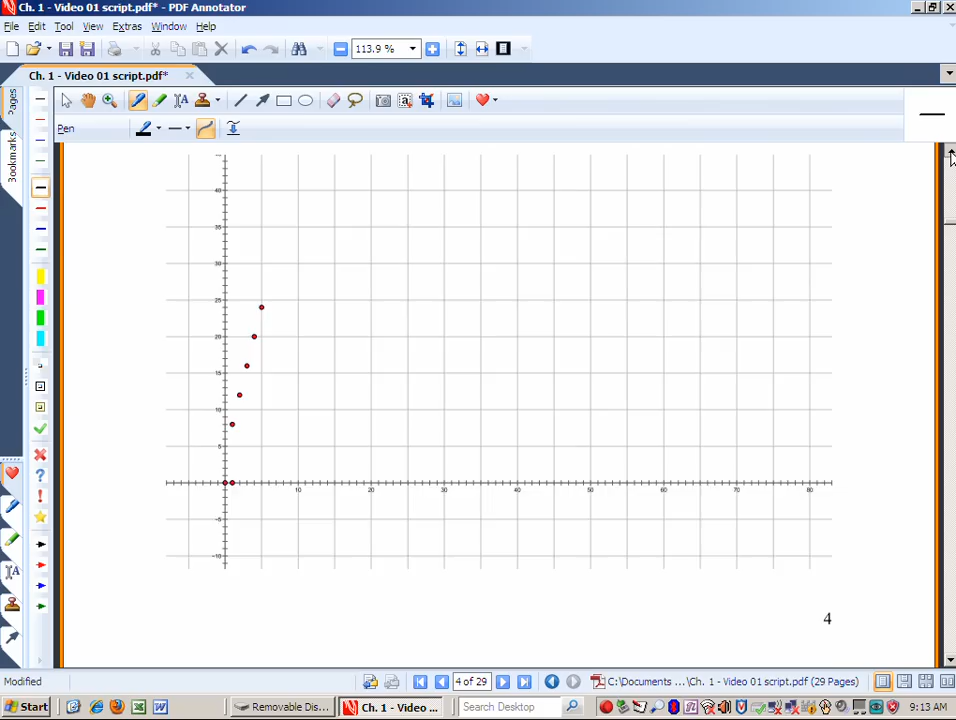 Ch. 1 - Video 01 script.pdf* - PDF Annotator
File Edit Tool View Extras Window Help
113.9 %
Ch. 1 - Video 01 script.pdf*
Pages
Bookmarks
Pen
40
35
30
25
20
15
10
5
10 20 30 40 50 60 70 80
-5
-10
4
Modified
4 of 29
C:\Documents ...\Ch. 1 - Video 01 script.pdf (29 Pages)
Start
Removable Dis...
Ch. 1 - Video ...
Search Desktop
9:13 AM